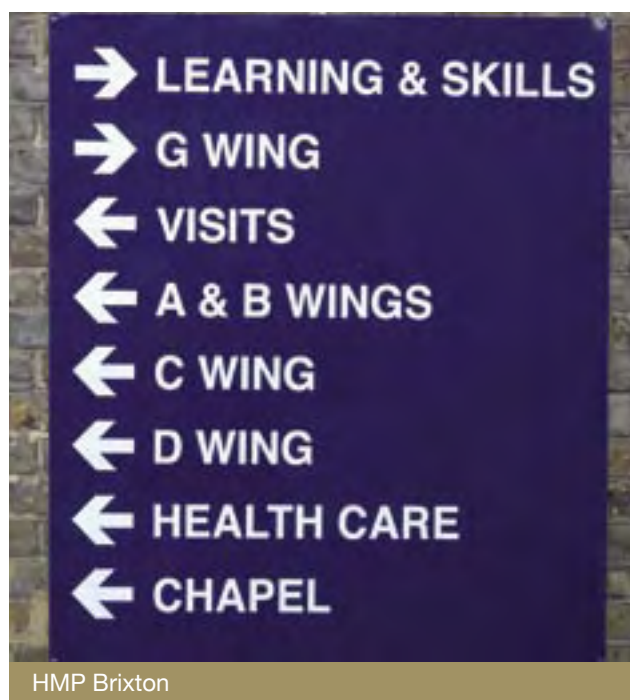 LEARNING & SKILLS
G WING
VISITS
A & B WINGS
C WING
D WING
HEALTH CARE
CHAPEL
HMP Brixton